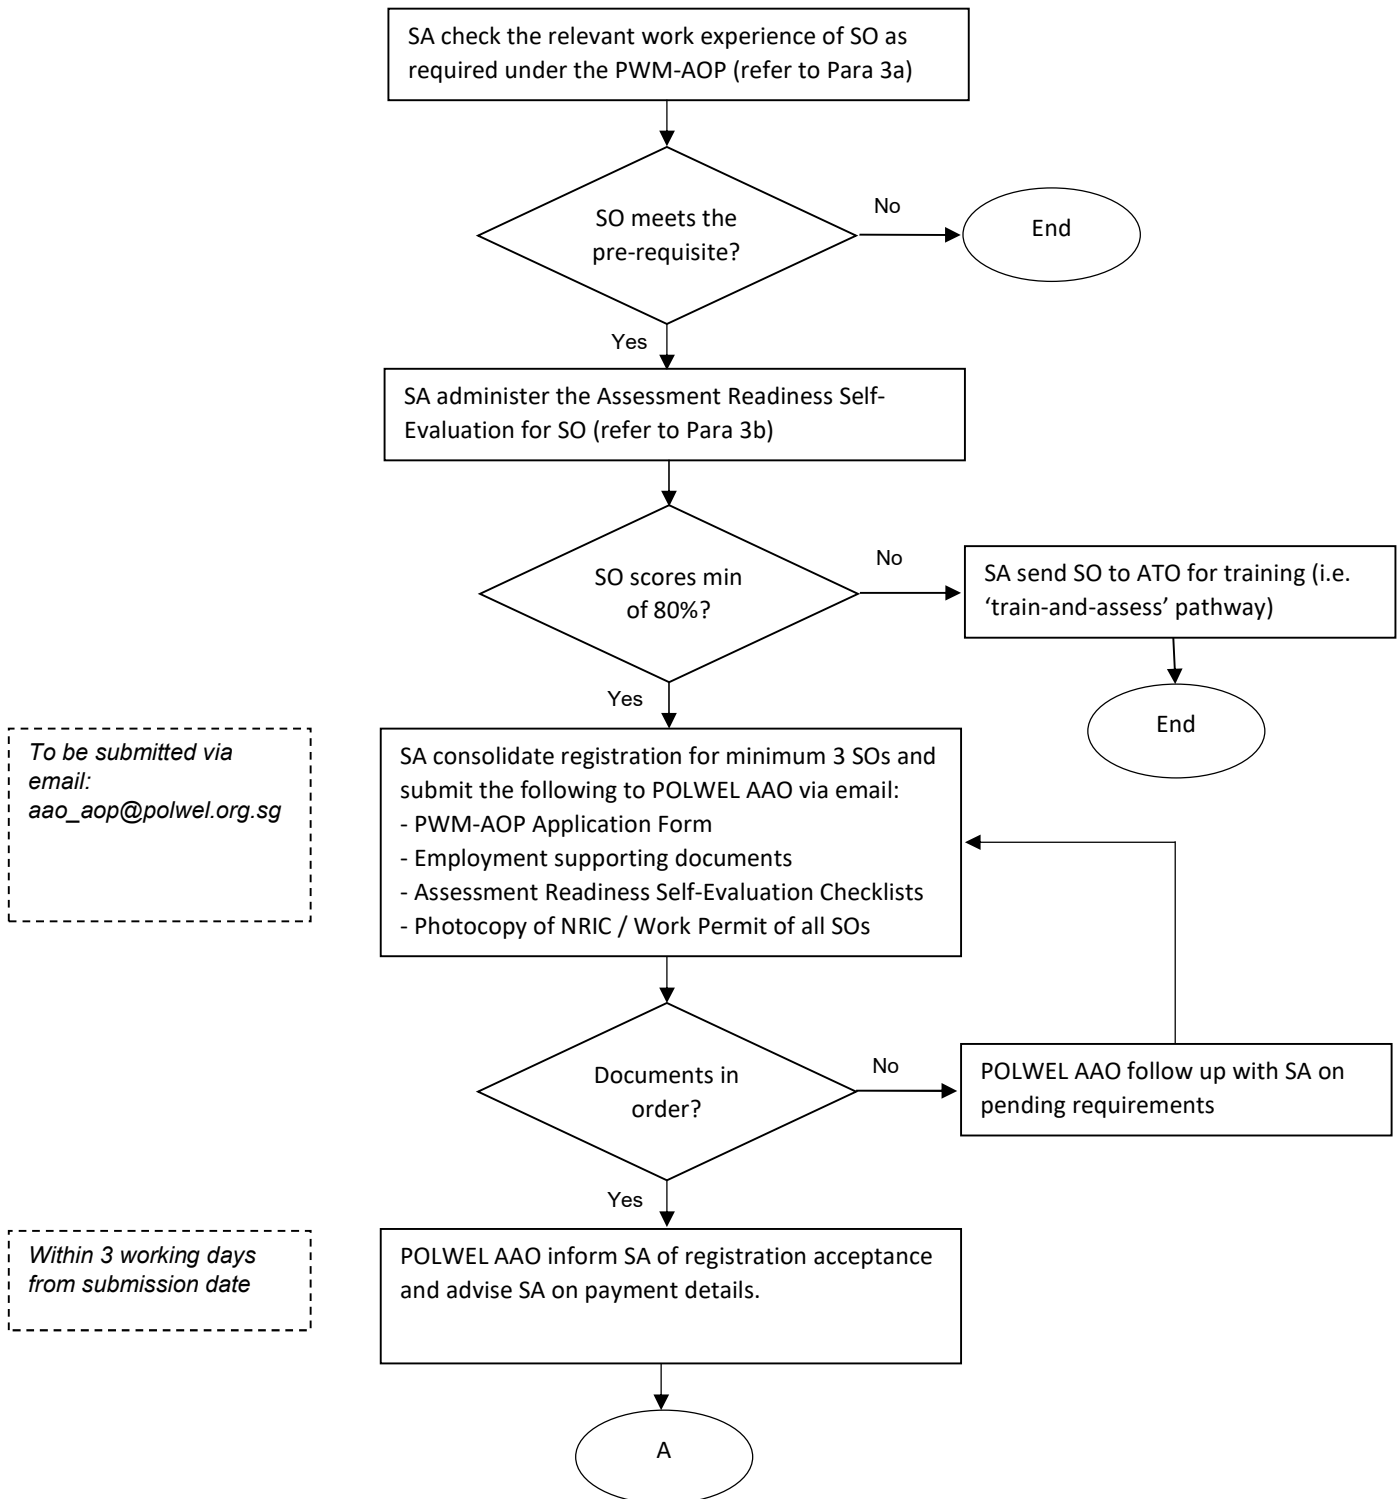 SA check the relevant work experience of SO as
required under the PWM-AOP (refer to Para 3a)
SO meets the
pre-requisite?
No
End
Yes
SA administer the Assessment Readiness Self-
Evaluation for SO (refer to Para 3b)
SO scores min
of 80%?
No
SA send SO to ATO for training (i.e.
‘train-and-assess’ pathway)
End
Yes
To be submitted via
email:
aao_aop@polwel.org.sg
SA consolidate registration for minimum 3 SOs and
submit the following to POLWEL AAO via email:
- PWM-AOP Application Form
- Employment supporting documents
- Assessment Readiness Self-Evaluation Checklists
- Photocopy of NRIC / Work Permit of all SOs
Documents in
order?
No
POLWEL AAO follow up with SA on
pending requirements
Yes
Within 3 working days
from submission date
POLWEL AAO inform SA of registration acceptance
and advise SA on payment details.
A